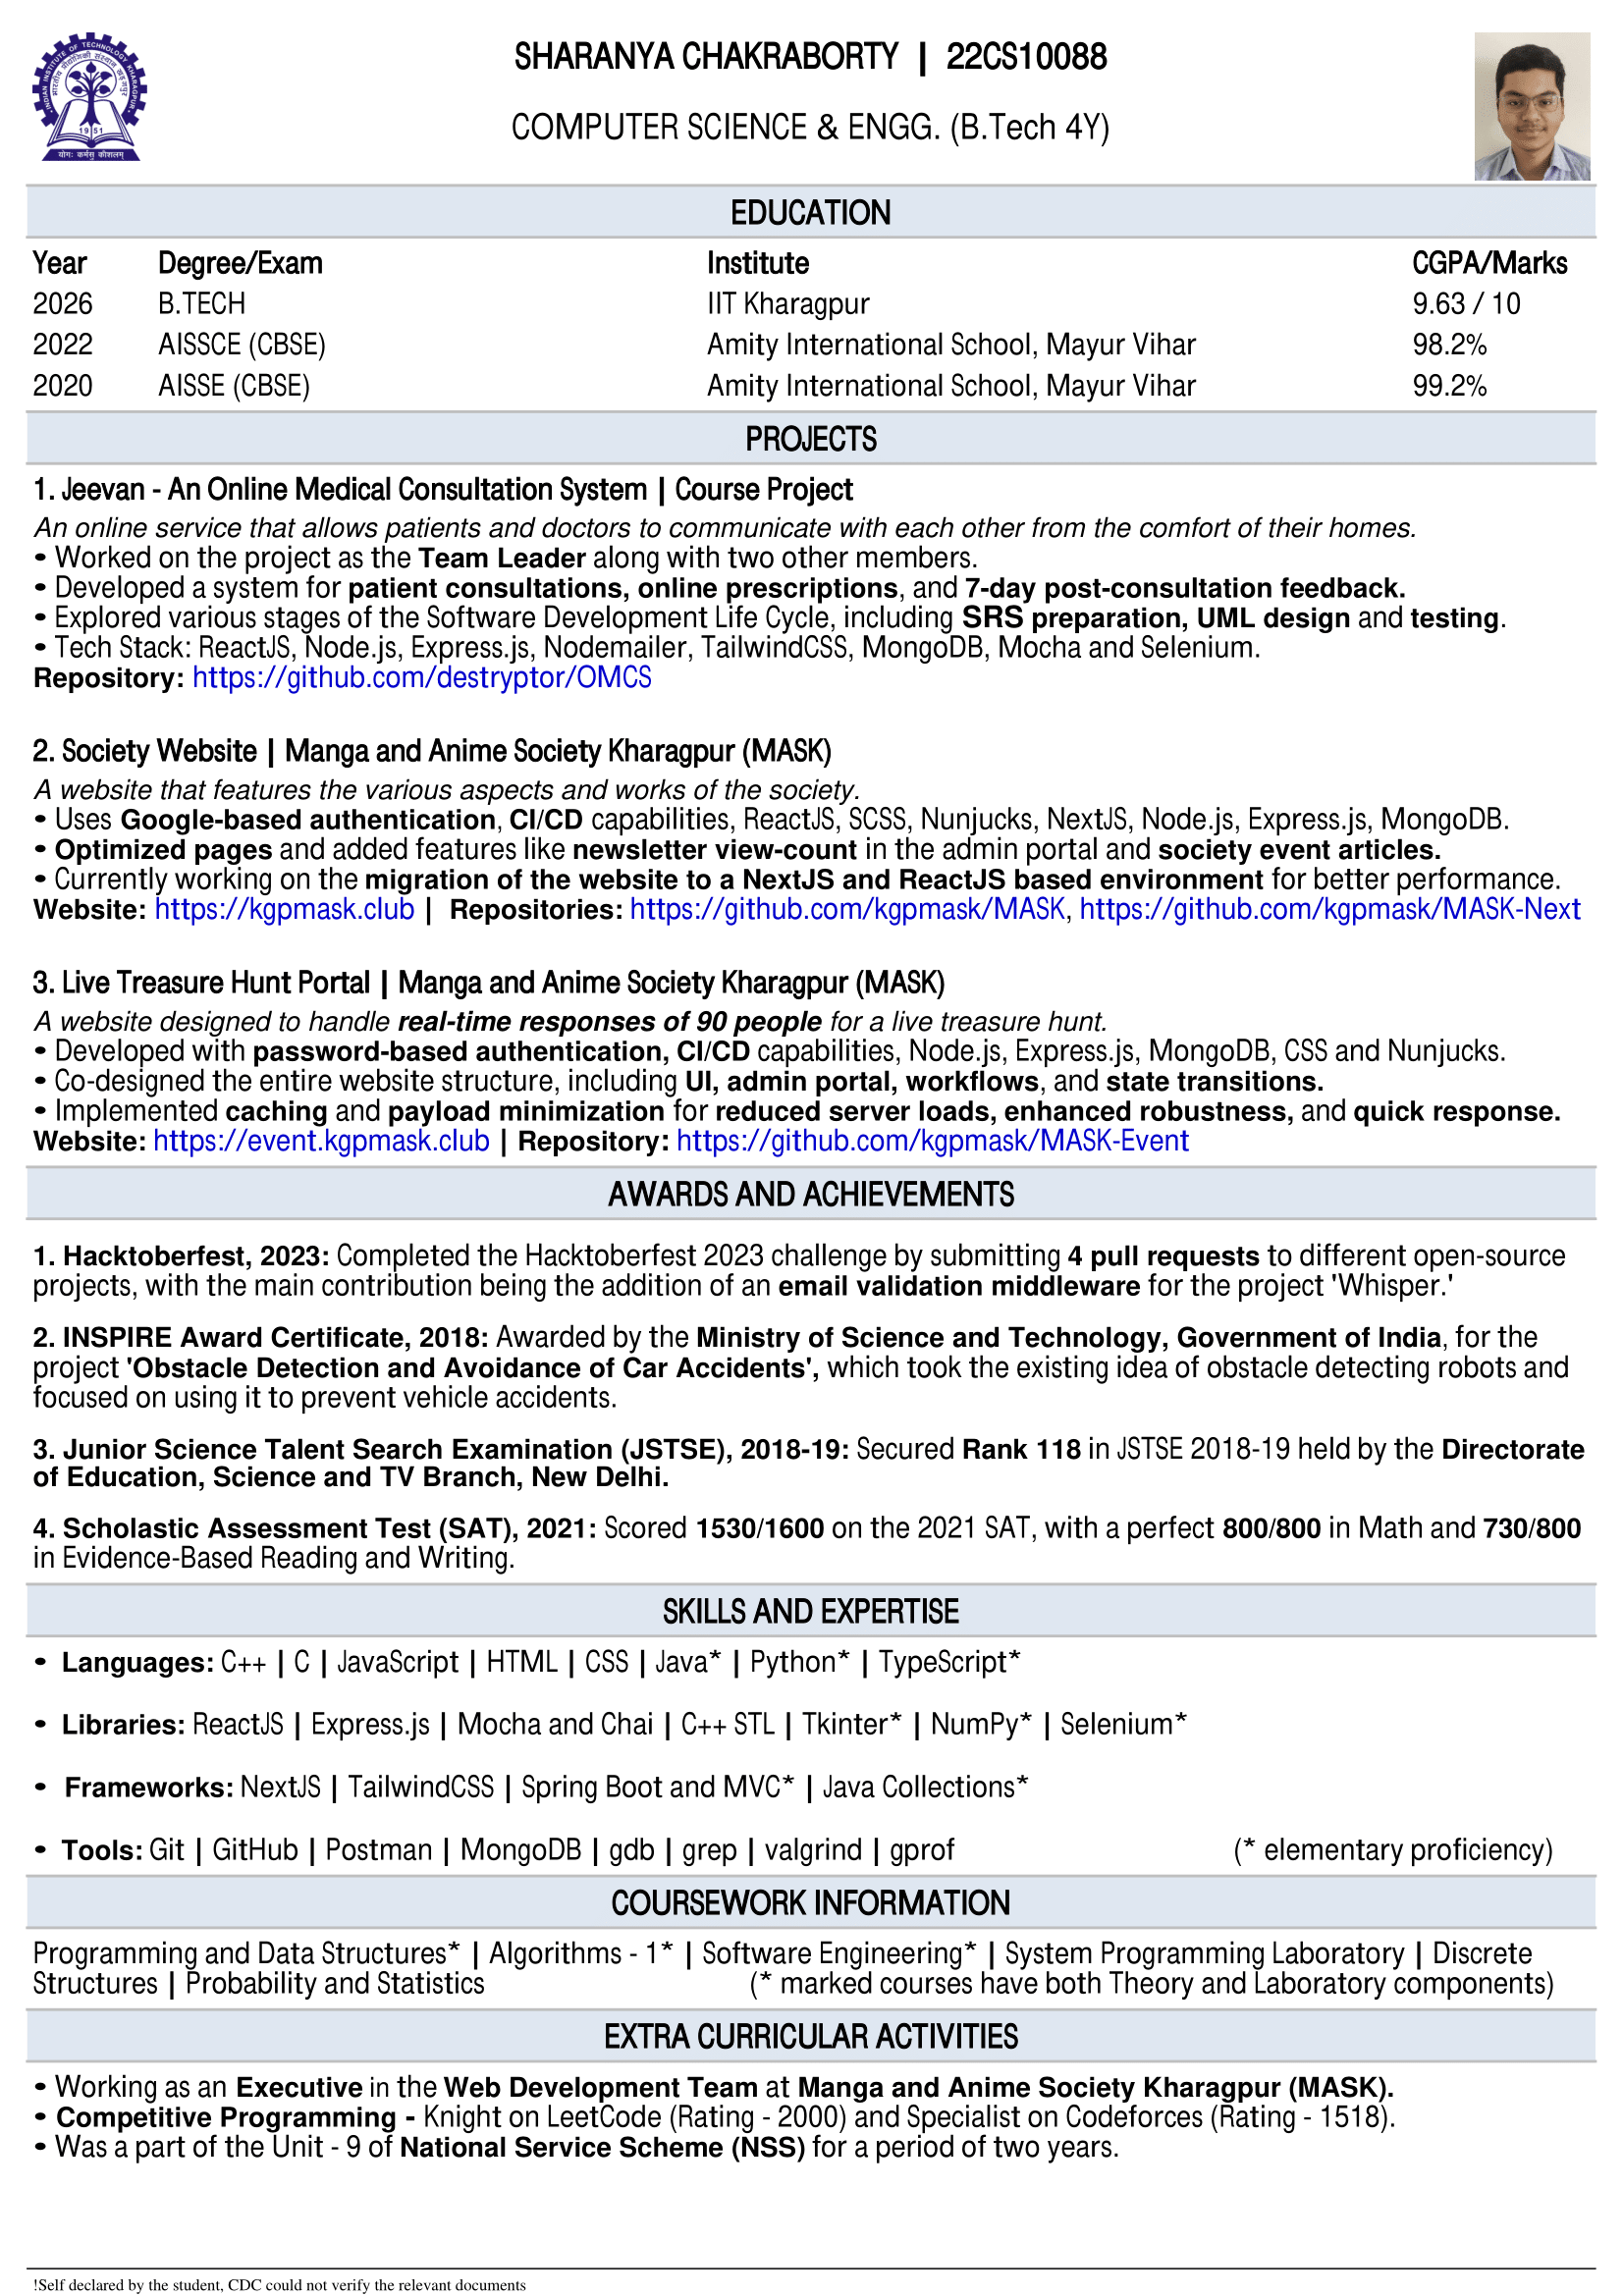 INDIAN INSTITUTE OF TECHNOLOGY KHARAGPUR
1951
योगः कर्मसु कौशलम्
SHARANYA CHAKRABORTY | 22CS10088
COMPUTER SCIENCE & ENGG. (B.Tech 4Y)
EDUCATION
Year Degree/Exam Institute CGPA/Marks
2026 B.TECH IIT Kharagpur 9.63 / 10
2022 AISSCE (CBSE) Amity International School, Mayur Vihar 98.2%
2020 AISSE (CBSE) Amity International School, Mayur Vihar 99.2%
PROJECTS
1. Jeevan - An Online Medical Consultation System | Course Project
An online service that allows patients and doctors to communicate with each other from the comfort of their homes.
• Worked on the project as the Team Leader along with two other members.
• Developed a system for patient consultations, online prescriptions, and 7-day post-consultation feedback.
• Explored various stages of the Software Development Life Cycle, including SRS preparation, UML design and testing.
• Tech Stack: ReactJS, Node.js, Express.js, Nodemailer, TailwindCSS, MongoDB, Mocha and Selenium.
Repository: https://github.com/destryptor/OMCS
2. Society Website | Manga and Anime Society Kharagpur (MASK)
A website that features the various aspects and works of the society.
• Uses Google-based authentication, CI/CD capabilities, ReactJS, SCSS, Nunjucks, NextJS, Node.js, Express.js, MongoDB.
• Optimized pages and added features like newsletter view-count in the admin portal and society event articles.
• Currently working on the migration of the website to a NextJS and ReactJS based environment for better performance.
Website: https://kgpmask.club | Repositories: https://github.com/kgpmask/MASK, https://github.com/kgpmask/MASK-Next
3. Live Treasure Hunt Portal | Manga and Anime Society Kharagpur (MASK)
A website designed to handle real-time responses of 90 people for a live treasure hunt.
• Developed with password-based authentication, CI/CD capabilities, Node.js, Express.js, MongoDB, CSS and Nunjucks.
• Co-designed the entire website structure, including UI, admin portal, workflows, and state transitions.
• Implemented caching and payload minimization for reduced server loads, enhanced robustness, and quick response.
Website: https://event.kgpmask.club | Repository: https://github.com/kgpmask/MASK-Event
AWARDS AND ACHIEVEMENTS
1. Hacktoberfest, 2023: Completed the Hacktoberfest 2023 challenge by submitting 4 pull requests to different open-source
projects, with the main contribution being the addition of an email validation middleware for the project 'Whisper.'
2. INSPIRE Award Certificate, 2018: Awarded by the Ministry of Science and Technology, Government of India, for the
project 'Obstacle Detection and Avoidance of Car Accidents', which took the existing idea of obstacle detecting robots and
focused on using it to prevent vehicle accidents.
3. Junior Science Talent Search Examination (JSTSE), 2018-19: Secured Rank 118 in JSTSE 2018-19 held by the Directorate
of Education, Science and TV Branch, New Delhi.
4. Scholastic Assessment Test (SAT), 2021: Scored 1530/1600 on the 2021 SAT, with a perfect 800/800 in Math and 730/800
in Evidence-Based Reading and Writing.
SKILLS AND EXPERTISE
• Languages: C++ | C | JavaScript | HTML | CSS | Java* | Python* | TypeScript*
• Libraries: ReactJS | Express.js | Mocha and Chai | C++ STL | Tkinter* | NumPy* | Selenium*
• Frameworks: NextJS | TailwindCSS | Spring Boot and MVC* | Java Collections*
• Tools: Git | GitHub | Postman | MongoDB | gdb | grep | valgrind | gprof (* elementary proficiency)
COURSEWORK INFORMATION
Programming and Data Structures* | Algorithms - 1* | Software Engineering* | System Programming Laboratory | Discrete
Structures | Probability and Statistics (* marked courses have both Theory and Laboratory components)
EXTRA CURRICULAR ACTIVITIES
• Working as an Executive in the Web Development Team at Manga and Anime Society Kharagpur (MASK).
• Competitive Programming - Knight on LeetCode (Rating - 2000) and Specialist on Codeforces (Rating - 1518).
• Was a part of the Unit - 9 of National Service Scheme (NSS) for a period of two years.
!Self declared by the student, CDC could not verify the relevant documents